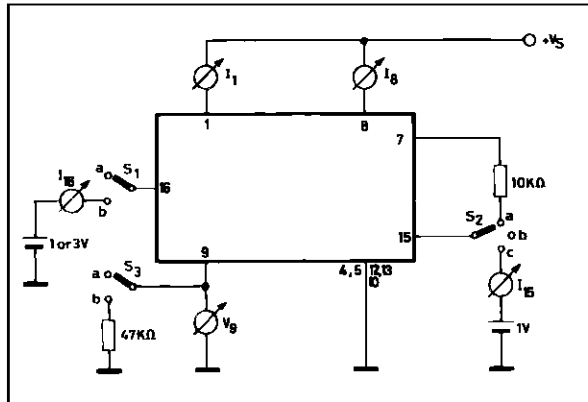 +VS
I1
I8
1
8
7
I16
a
S1
16
b
10KΩ
1 or 3V
S2
a
b
15
c
9
4,5
12,13
10
a
S3
I15
b
V9
47KΩ
1V